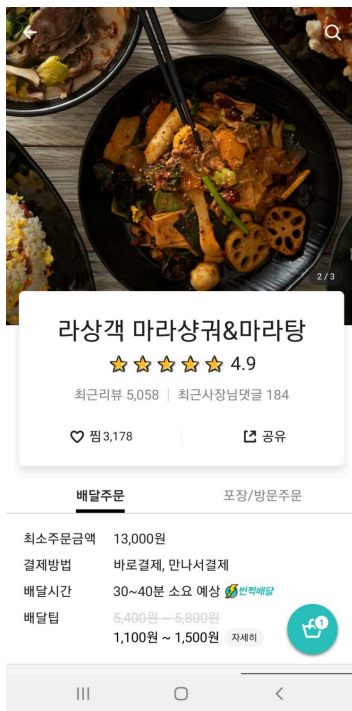 2/3
라상객 마라샹궈&마라탕
4.9
최근리뷰 5,058 | 최근사장님댓글 184
찜3,178 공유
배달주문 포장/방문주문
최소주문금액 13,000원
결제방법 바로결제, 만나서결제
배달시간 30~40분 소요 예상 번쩍배달
배달팁 5,400원 ~ 5,800원
1,100원 ~ 1,500원 자세히
1